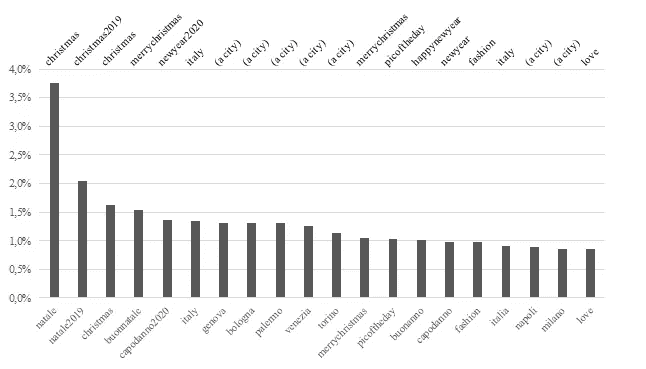 christmas
christmas2019
christmas
merrychristmas
newyear2020
italy
(a city)
(a city)
(a city)
(a city)
(a city)
merrychristmas
picoftheday
happynewyear
newyear
fashion
italy
(a city)
(a city)
love
4,0%
3,5%
3,0%
2,5%
2,0%
1,5%
1,0%
0,5%
0,0%
natale
natale2019
christmas
buonnatale
capodanno2020
italy
genova
bologna
palermo
venezia
torino
merrychristmas
picoftheday
buonanno
capodanno
fashion
italia
napoli
milano
love